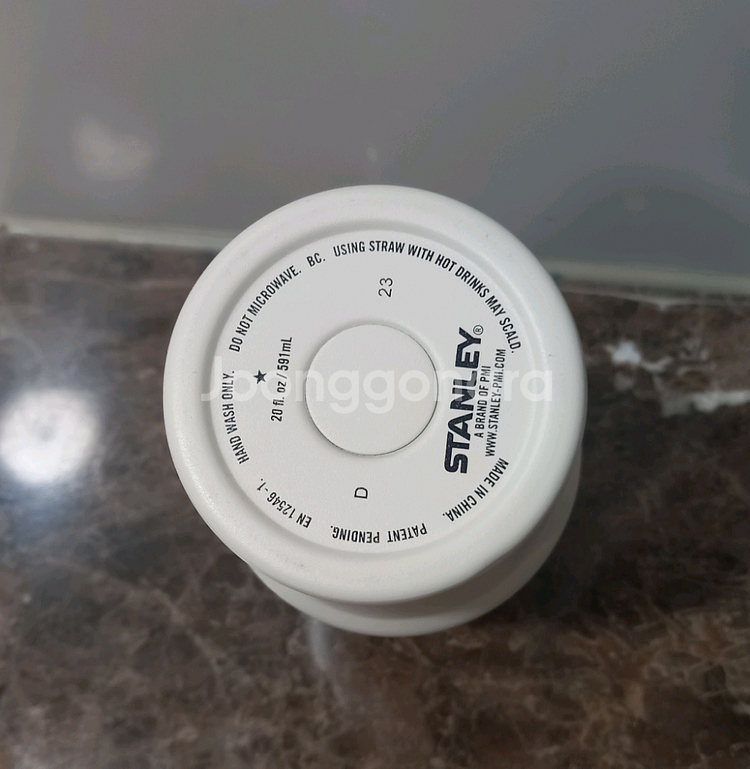 USING STRAW WITH HOT DRINKS MAY SCALD.
MADE IN CHINA.
PATENT PENDING.
EN 12546-1.
HAND WASH ONLY.
DO NOT MICROWAVE.
BC.
23
★
20 fl. oz / 591mL
STANLEY®
A BRAND OF PMI
WWW.STANLEY-PMI.COM
D
Joonggonara